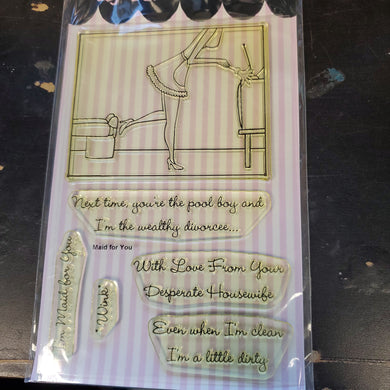 Next time, you're the pool boy and
I'm the wealthy divorcee...
Maid for You
I'm Maid for You
*Wink*
With Love From Your
Desperate Housewife
Even when I'm clean
I'm a little dirty